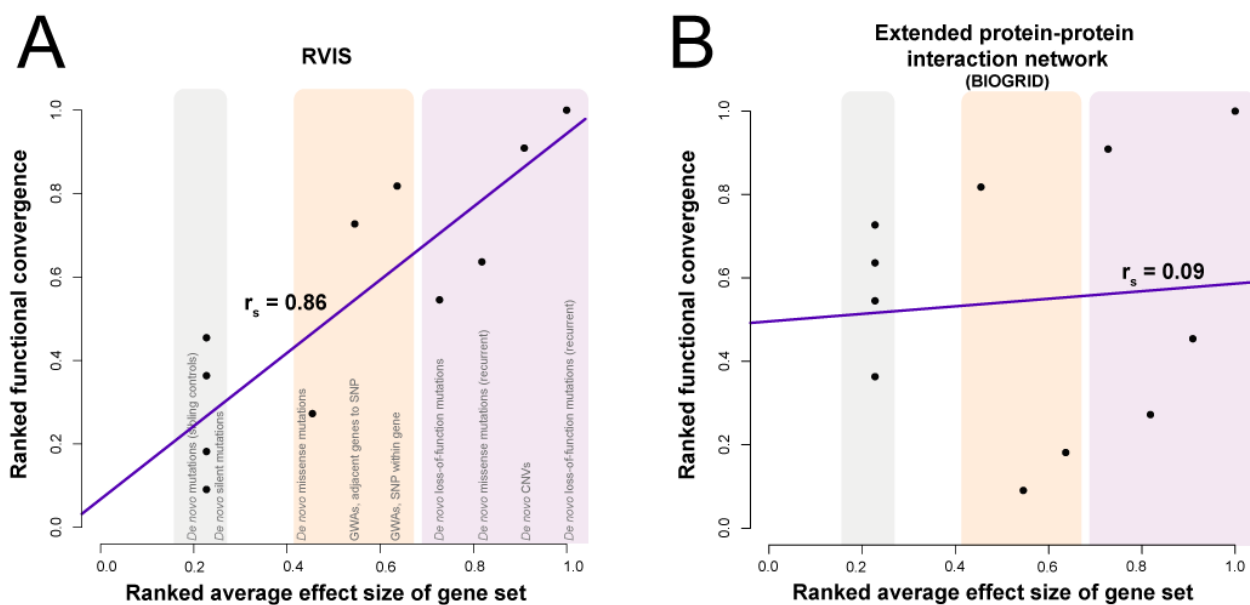 A
RVIS
Ranked functional convergence
1.0
0.8
0.6
0.4
0.2
0.0
r_s = 0.86
De novo mutations (sibling controls)
De novo silent mutations
De novo missense mutations
GWAs, adjacent genes to SNP
GWAs, SNP within gene
De novo loss-of-function mutations
De novo missense mutations (recurrent)
De novo CNVs
De novo loss-of-function mutations (recurrent)
0.0 0.2 0.4 0.6 0.8 1.0
Ranked average effect size of gene set
B
Extended protein-protein
interaction network
(BIOGRID)
Ranked functional convergence
1.0
0.8
0.6
0.4
0.2
0.0
r_s = 0.09
0.0 0.2 0.4 0.6 0.8 1.0
Ranked average effect size of gene set